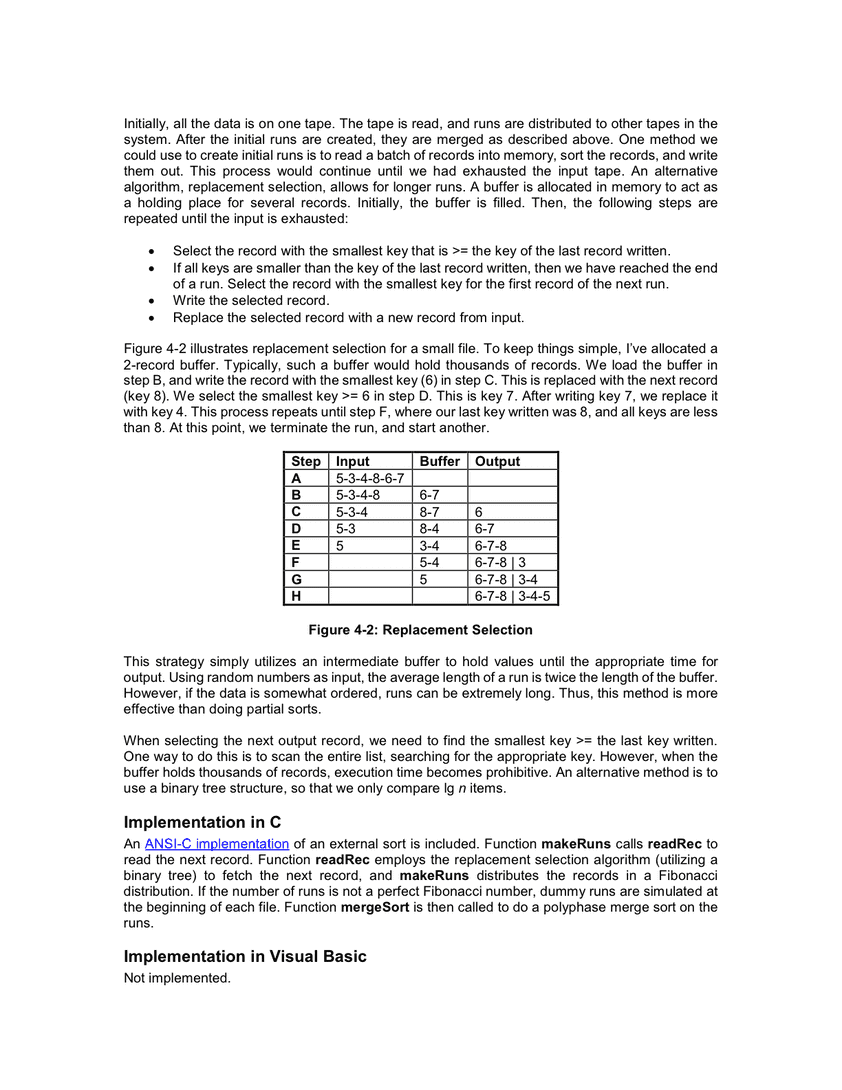 Initially, all the data is on one tape. The tape is read, and runs are distributed to other tapes in the
system. After the initial runs are created, they are merged as described above. One method we
could use to create initial runs is to read a batch of records into memory, sort the records, and write
them out. This process would continue until we had exhausted the input tape. An alternative
algorithm, replacement selection, allows for longer runs. A buffer is allocated in memory to act as
a holding place for several records. Initially, the buffer is filled. Then, the following steps are
repeated until the input is exhausted:
• Select the record with the smallest key that is >= the key of the last record written.
• If all keys are smaller than the key of the last record written, then we have reached the end
of a run. Select the record with the smallest key for the first record of the next run.
• Write the selected record.
• Replace the selected record with a new record from input.
Figure 4-2 illustrates replacement selection for a small file. To keep things simple, I've allocated a
2-record buffer. Typically, such a buffer would hold thousands of records. We load the buffer in
step B, and write the record with the smallest key (6) in step C. This is replaced with the next record
(key 8). We select the smallest key >= 6 in step D. This is key 7. After writing key 7, we replace it
with key 4. This process repeats until step F, where our last key written was 8, and all keys are less
than 8. At this point, we terminate the run, and start another.
Step Input Buffer Output
A 5-3-4-8-6-7
B 5-3-4-8 6-7
C 5-3-4 8-7 6
D 5-3 8-4 6-7
E 5 3-4 6-7-8
F 5-4 6-7-8 | 3
G 5 6-7-8 | 3-4
H 6-7-8 | 3-4-5
Figure 4-2: Replacement Selection
This strategy simply utilizes an intermediate buffer to hold values until the appropriate time for
output. Using random numbers as input, the average length of a run is twice the length of the buffer.
However, if the data is somewhat ordered, runs can be extremely long. Thus, this method is more
effective than doing partial sorts.
When selecting the next output record, we need to find the smallest key >= the last key written.
One way to do this is to scan the entire list, searching for the appropriate key. However, when the
buffer holds thousands of records, execution time becomes prohibitive. An alternative method is to
use a binary tree structure, so that we only compare lg n items.
Implementation in C
An ANSI-C implementation of an external sort is included. Function makeRuns calls readRec to
read the next record. Function readRec employs the replacement selection algorithm (utilizing a
binary tree) to fetch the next record, and makeRuns distributes the records in a Fibonacci
distribution. If the number of runs is not a perfect Fibonacci number, dummy runs are simulated at
the beginning of each file. Function mergeSort is then called to do a polyphase merge sort on the
runs.
Implementation in Visual Basic
Not implemented.